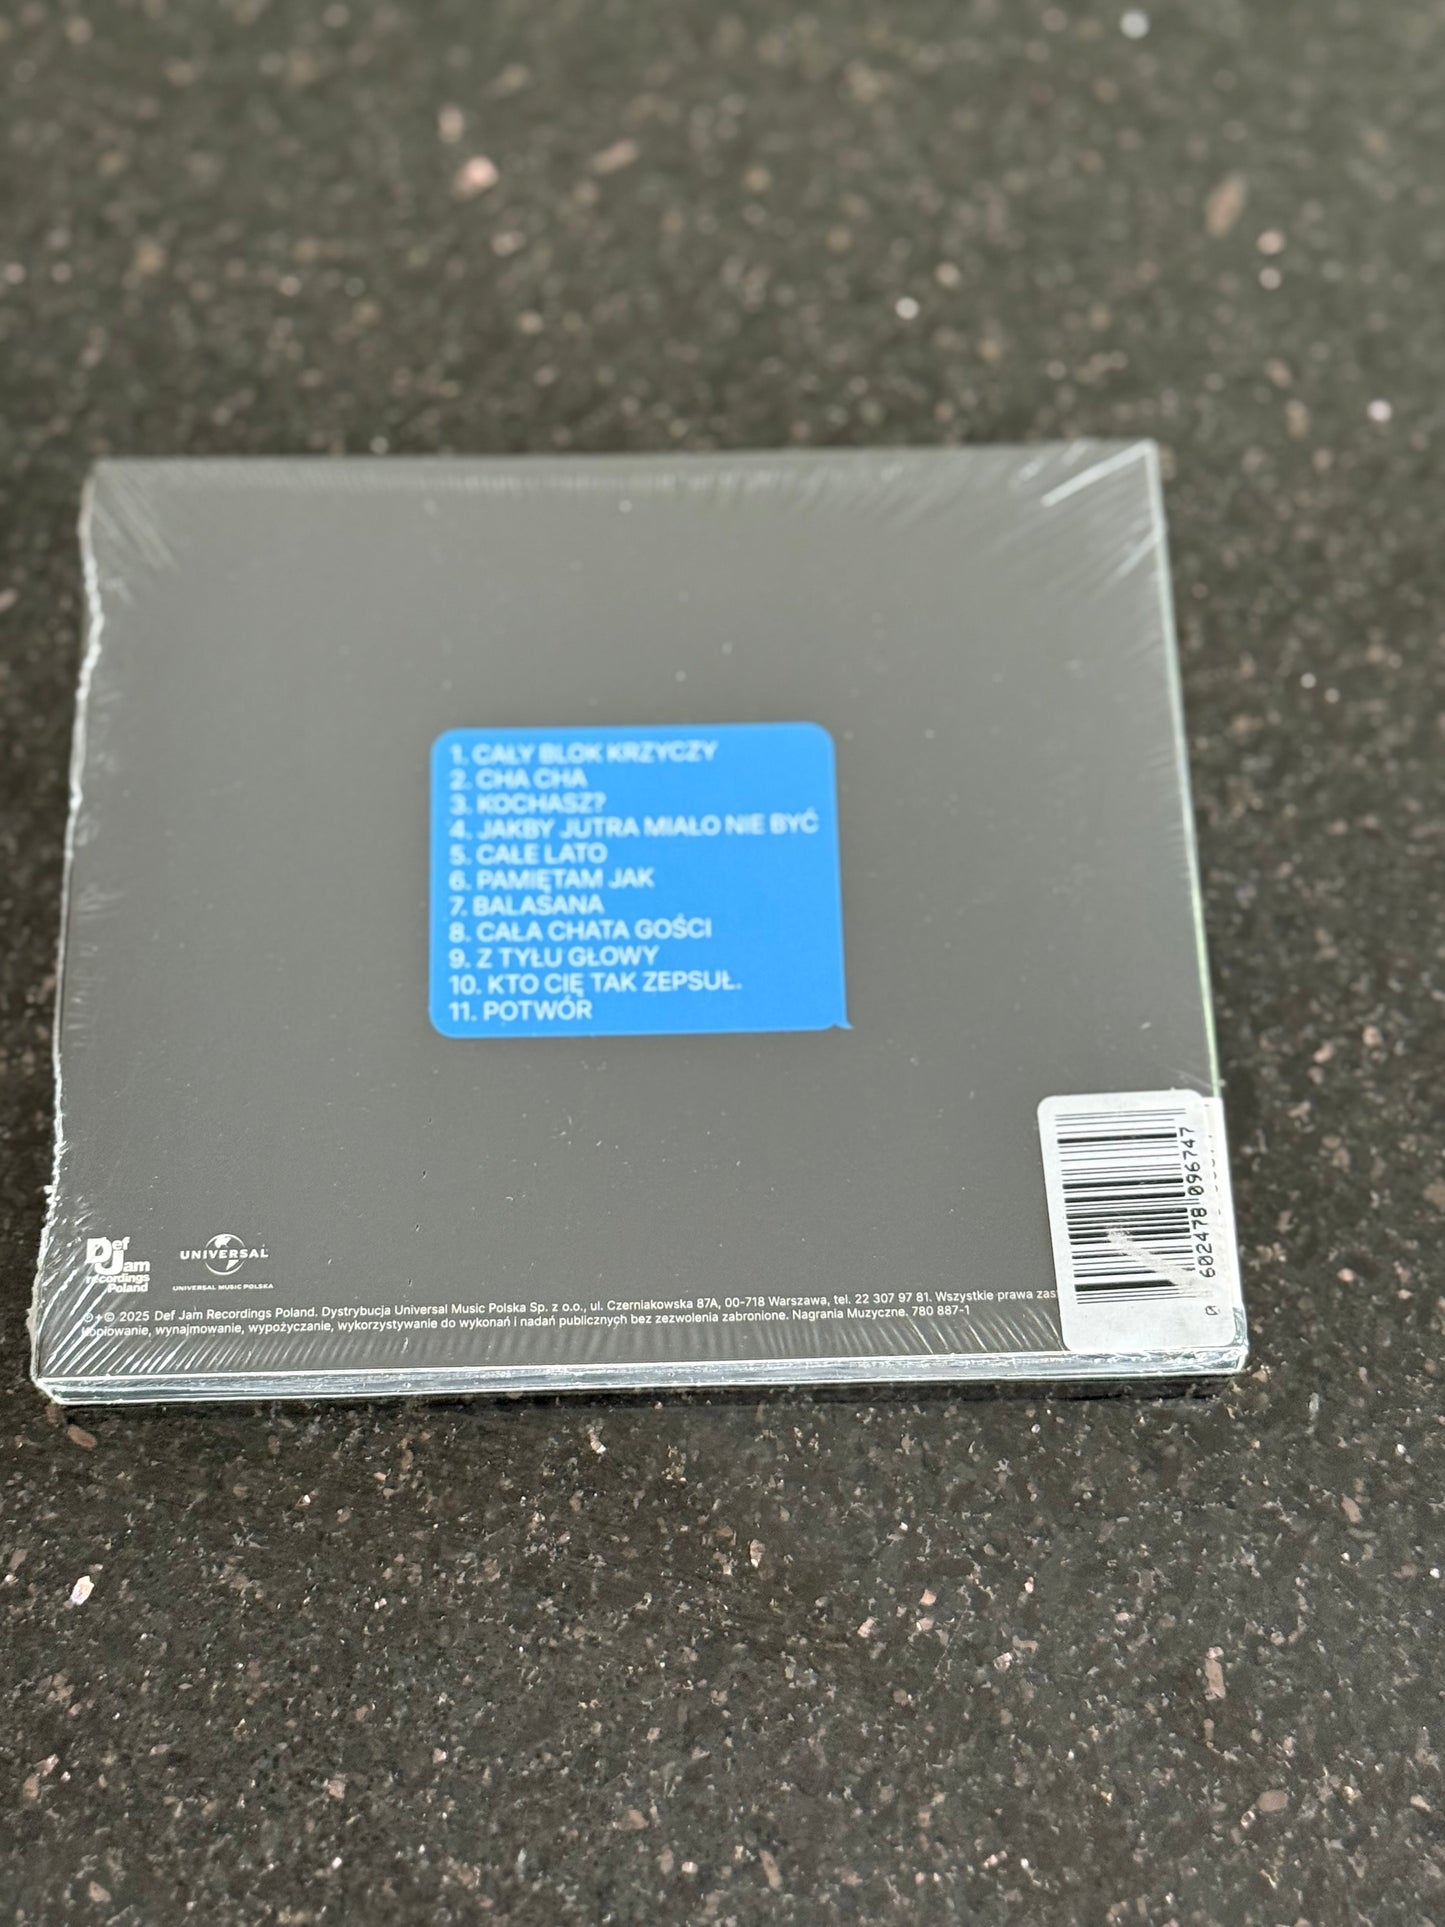 1. CAŁY BLOK KRZYCZY
2. CHA CHA
3. KOCHASZ?
4. JAKBY JUTRA MIAŁO NIE BYĆ
5. CAŁE LATO
6. PAMIĘTAM JAK
7. BALASANA
8. CAŁA CHATA GOŚCI
9. Z TYŁU GŁOWY
10. KTO CIĘ TAK ZEPSUŁ.
11. POTWÓR
0 602478 096747
Def
Jam
recordings
Poland
UNIVERSAL
UNIVERSAL MUSIC POLSKA
℗+© 2025 Def Jam Recordings Poland. Dystrybucja Universal Music Polska Sp. z o.o., ul. Czerniakowska 87A, 00-718 Warszawa, tel. 22 307 97 81. Wszystkie prawa zas
Kopiowanie, wynajmowanie, wypożyczanie, wykorzystywanie do wykonań i nadań publicznych bez zezwolenia zabronione. Nagrania Muzyczne. 780 887-1